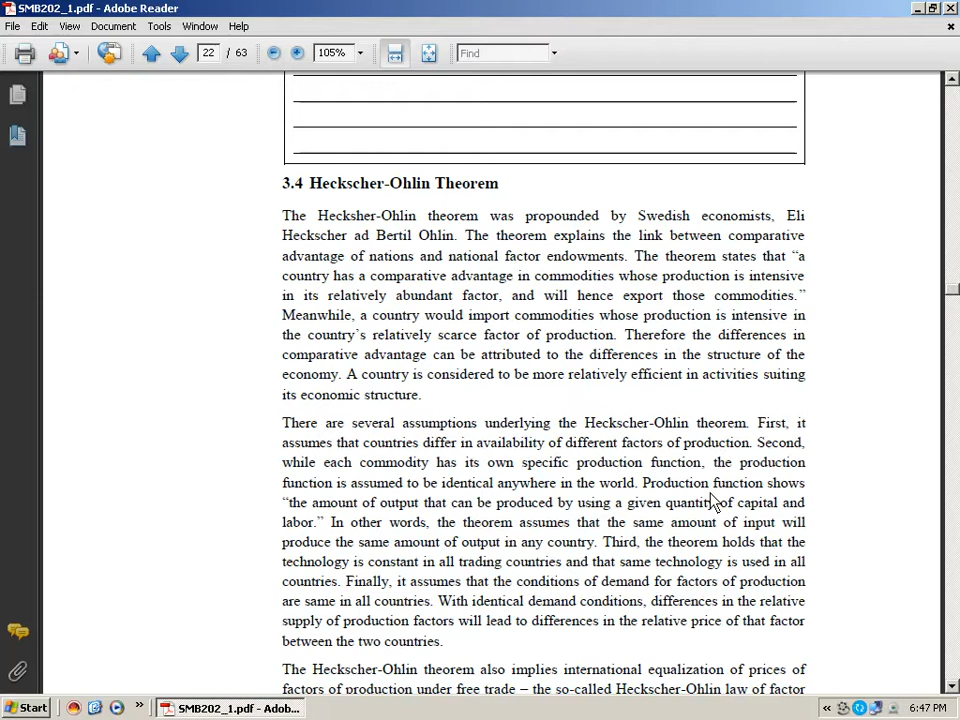 SMB202_1.pdf - Adobe Reader
File Edit View Document Tools Window Help
22 / 63 105% Find
3.4 Heckscher-Ohlin Theorem
The Hecksher-Ohlin theorem was propounded by Swedish economists, Eli
Heckscher ad Bertil Ohlin. The theorem explains the link between comparative
advantage of nations and national factor endowments. The theorem states that “a
country has a comparative advantage in commodities whose production is intensive
in its relatively abundant factor, and will hence export those commodities.”
Meanwhile, a country would import commodities whose production is intensive in
the country’s relatively scarce factor of production. Therefore the differences in
comparative advantage can be attributed to the differences in the structure of the
economy. A country is considered to be more relatively efficient in activities suiting
its economic structure.
There are several assumptions underlying the Heckscher-Ohlin theorem. First, it
assumes that countries differ in availability of different factors of production. Second,
while each commodity has its own specific production function, the production
function is assumed to be identical anywhere in the world. Production function shows
“the amount of output that can be produced by using a given quantity of capital and
labor.” In other words, the theorem assumes that the same amount of input will
produce the same amount of output in any country. Third, the theorem holds that the
technology is constant in all trading countries and that same technology is used in all
countries. Finally, it assumes that the conditions of demand for factors of production
are same in all countries. With identical demand conditions, differences in the relative
supply of production factors will lead to differences in the relative price of that factor
between the two countries.
The Heckscher-Ohlin theorem also implies international equalization of prices of
factors of production under free trade – the so-called Heckscher-Ohlin law of factor
Start » SMB202_1.pdf - Adob... « 6:47 PM